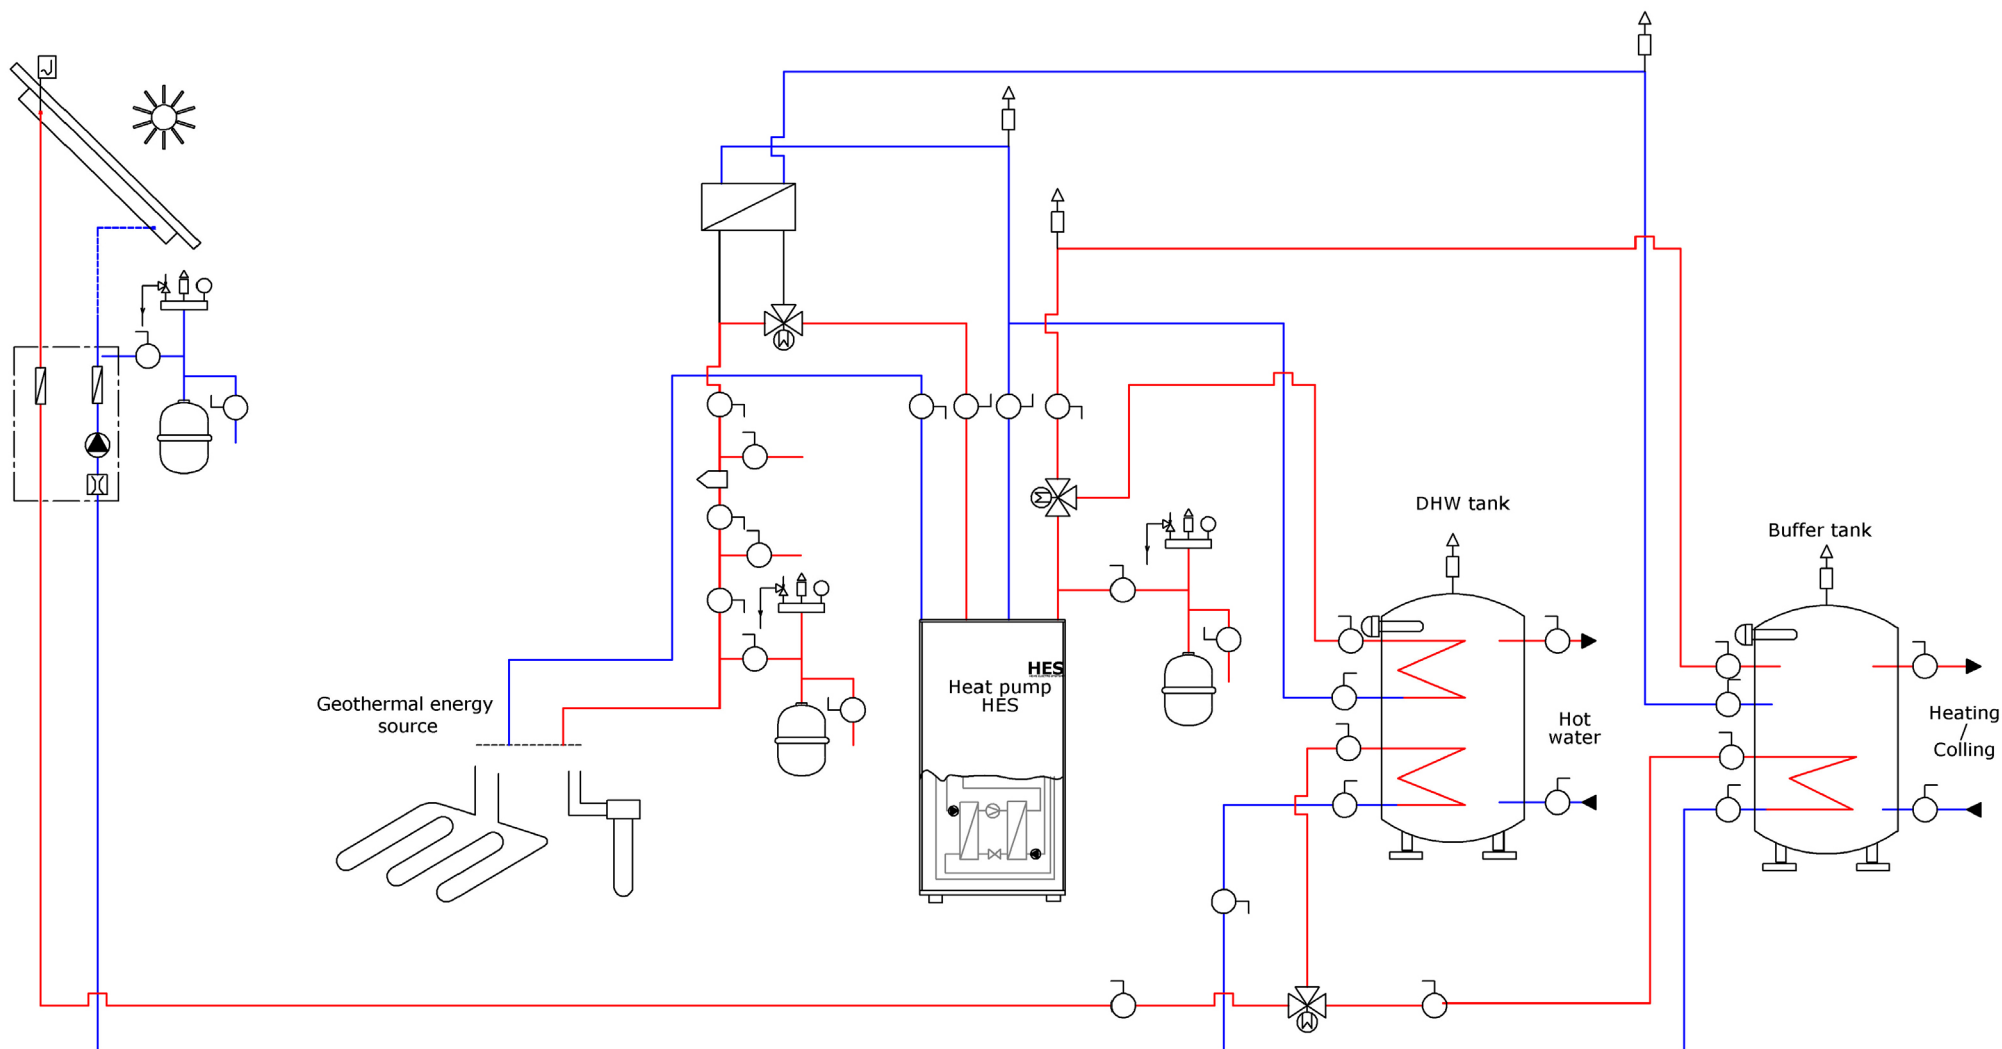 DHW tank
Buffer tank
HES
Heat pump
HES
Geothermal energy
source
Hot
water
Heating
/
Colling